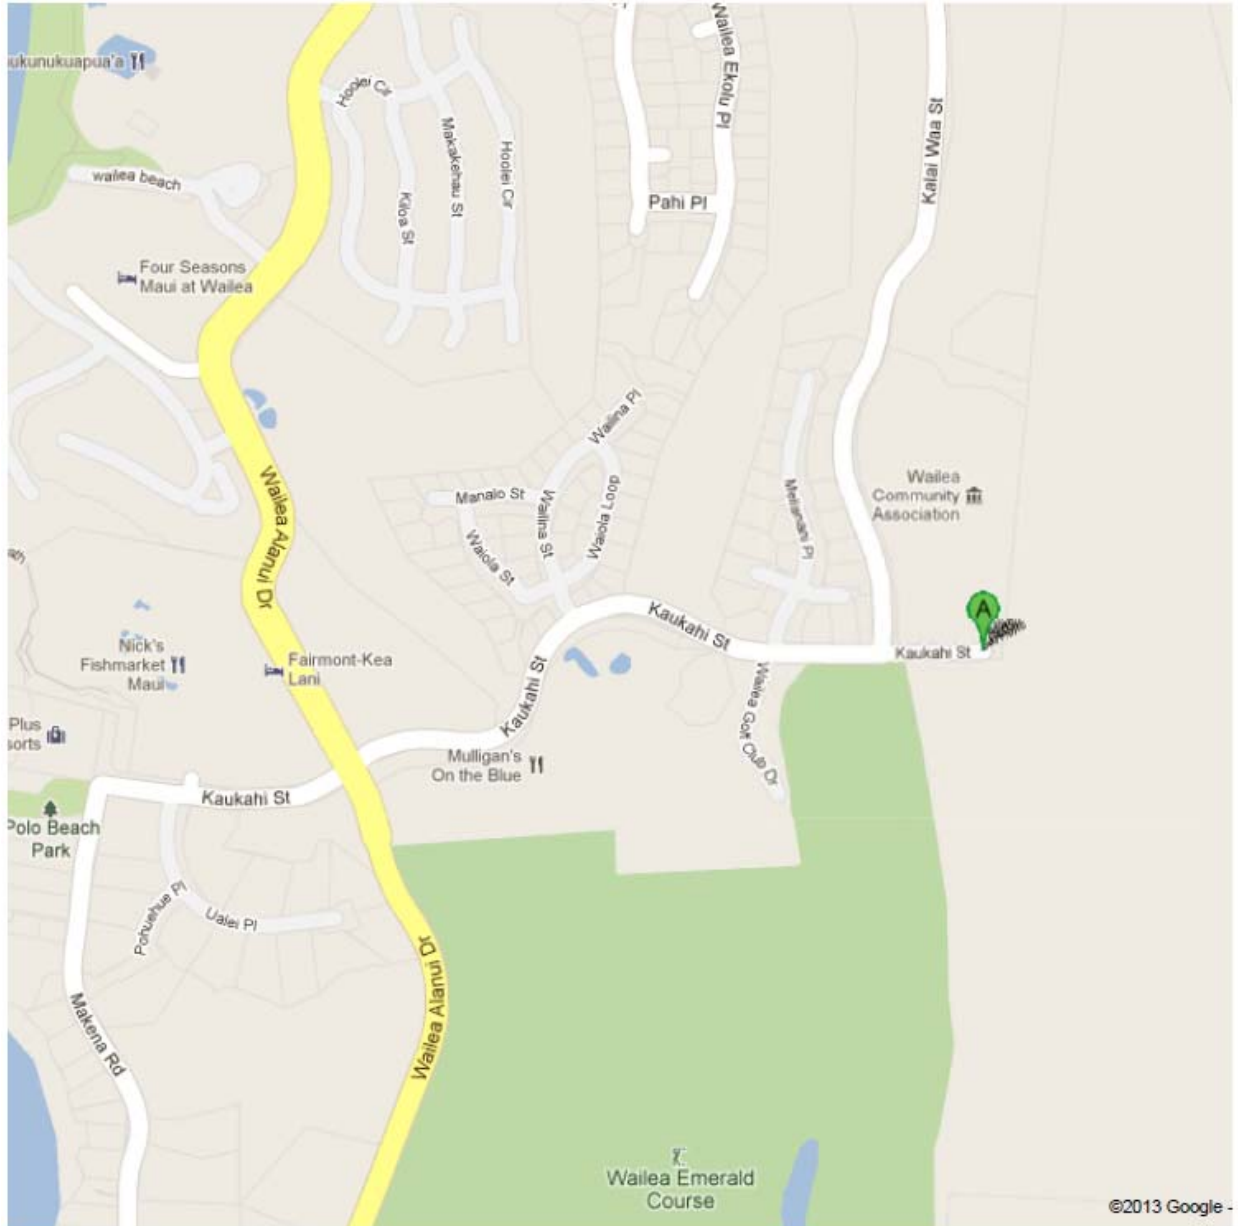 Wailea Ekolu Pl
ukunukuapua'a
Hoolei Cir
Makakehau St
Hoolei Cir
Kalai Waa St
wailea beach
Kiloa St
Pahi Pl
Four Seasons
Maui at Wailea
Wailina Pl
Wailea Alanui Dr
Manalo St
Wailina St
Waiola Loop
Melianani Pl
Wailea
Community
Association
Waiola St
A
Kaukahi St
Kaukahi St
Nick's
Fishmarket
Maui
Fairmont-Kea
Lani
Kaukahi St
Wailea Golf Club Dr
Plus
sorts
Mulligan's
On the Blue
Kaukahi St
Polo Beach
Park
Pohuehue Pl
Ualei Pl
Wailea Alanui Dr
Makena Rd
Wailea Emerald
Course
©2013 Google -